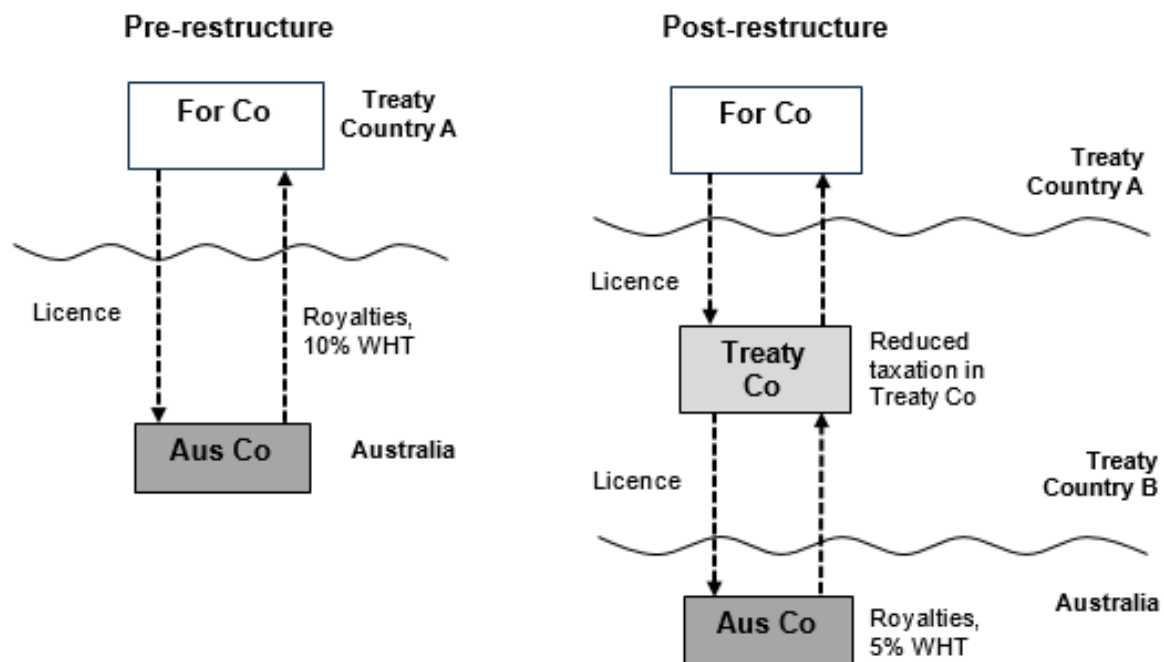 Pre-restructure
For Co
Treaty
Country A
Licence
Royalties,
10% WHT
Aus Co
Australia
Post-restructure
For Co
Treaty
Country A
Licence
Treaty
Co
Reduced
taxation in
Treaty Co
Licence
Treaty
Country B
Australia
Aus Co
Royalties,
5% WHT